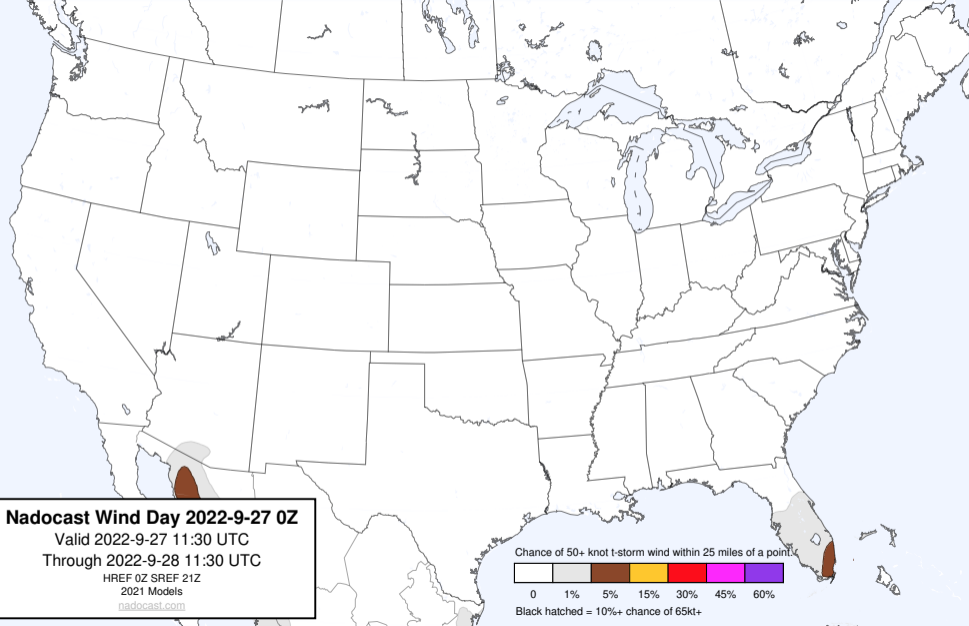 Nadocast Wind Day 2022-9-27 0Z
Valid 2022-9-27 11:30 UTC
Through 2022-9-28 11:30 UTC
HREF 0Z SREF 21Z
2021 Models
nadocast.com
Chance of 50+ knot t-storm wind within 25 miles of a point.
0 1% 5% 15% 30% 45% 60%
Black hatched = 10%+ chance of 65kt+